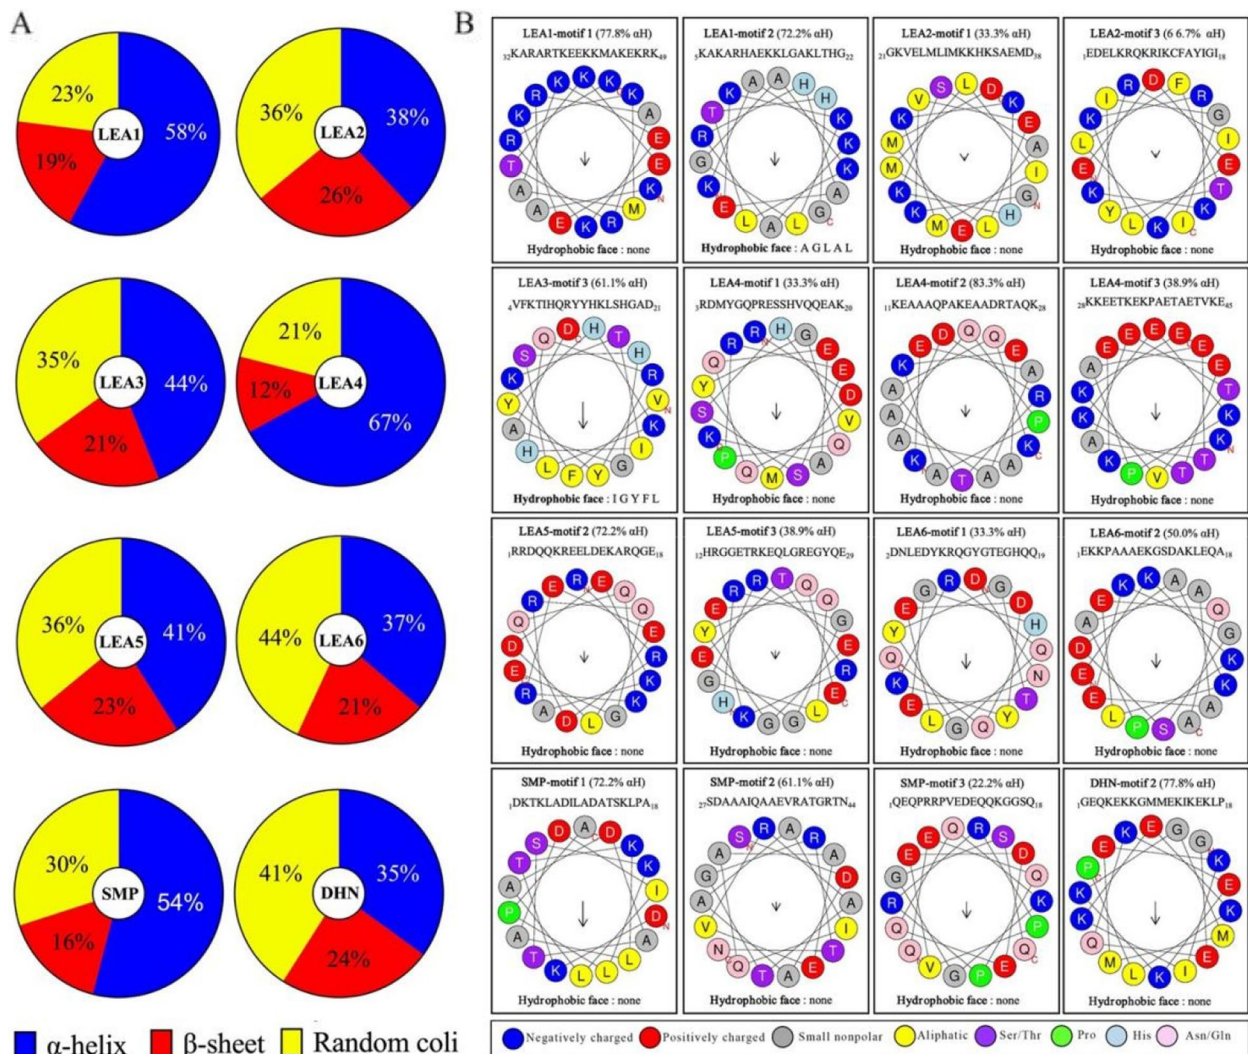 A
23%
58%
19%
LEA1
36%
38%
26%
LEA2
35%
44%
21%
LEA3
21%
12%
67%
LEA4
36%
41%
23%
LEA5
44%
37%
21%
LEA6
30%
54%
16%
SMP
41%
35%
24%
DHN
α-helix β-sheet Random coli
B
LEA1-motif 1 (77.8% αH)
32KARARTKEEKKMAKEKRK49
Hydrophobic face : none
LEA1-motif 2 (72.2% αH)
5KAKARHAEKKLGAKLTHG22
Hydrophobic face : A G L A L
LEA2-motif 1 (33.3% αH)
21GKVELMLIMKKHKSAEMD38
Hydrophobic face : none
LEA2-motif 3 (6 6.7% αH)
1EDELKRQKRIKCFAYIGI18
Hydrophobic face : none
LEA3-motif 3 (61.1% αH)
4VFKTIHQRYYHKLSHGAD21
Hydrophobic face : I G Y F L
LEA4-motif 1 (33.3% αH)
3RDMYGQPRESSHVQQEAK20
Hydrophobic face : none
LEA4-motif 2 (83.3% αH)
11KEAAAQPAKEAADRTAQK28
Hydrophobic face : none
LEA4-motif 3 (38.9% αH)
28KKEETKEKPAETAETVKE45
Hydrophobic face : none
LEA5-motif 2 (72.2% αH)
1RRDQQKREELDEKARQGE18
Hydrophobic face : none
LEA5-motif 3 (38.9% αH)
12HRGGETRKEQLGREGYQE29
Hydrophobic face : none
LEA6-motif 1 (33.3% αH)
2DNLEDYKRQGYGTEGHQQ19
Hydrophobic face : none
LEA6-motif 2 (50.0% αH)
1EKKPAAAEKGSDAKLEQA18
Hydrophobic face : none
SMP-motif 1 (72.2% αH)
1DKTKLADILADATSKLPA18
Hydrophobic face : none
SMP-motif 2 (61.1% αH)
27SDAAAIQAAEVRATGRTN44
Hydrophobic face : none
SMP-motif 3 (22.2% αH)
1QEQPRRPVEDEQQKGGSQ18
Hydrophobic face : none
DHN-motif 2 (77.8% αH)
1GEQKEKKGMMEKIKEKLP18
Hydrophobic face : none
Negatively charged Positively charged Small nonpolar Aliphatic Ser/Thr Pro His Asn/Gln